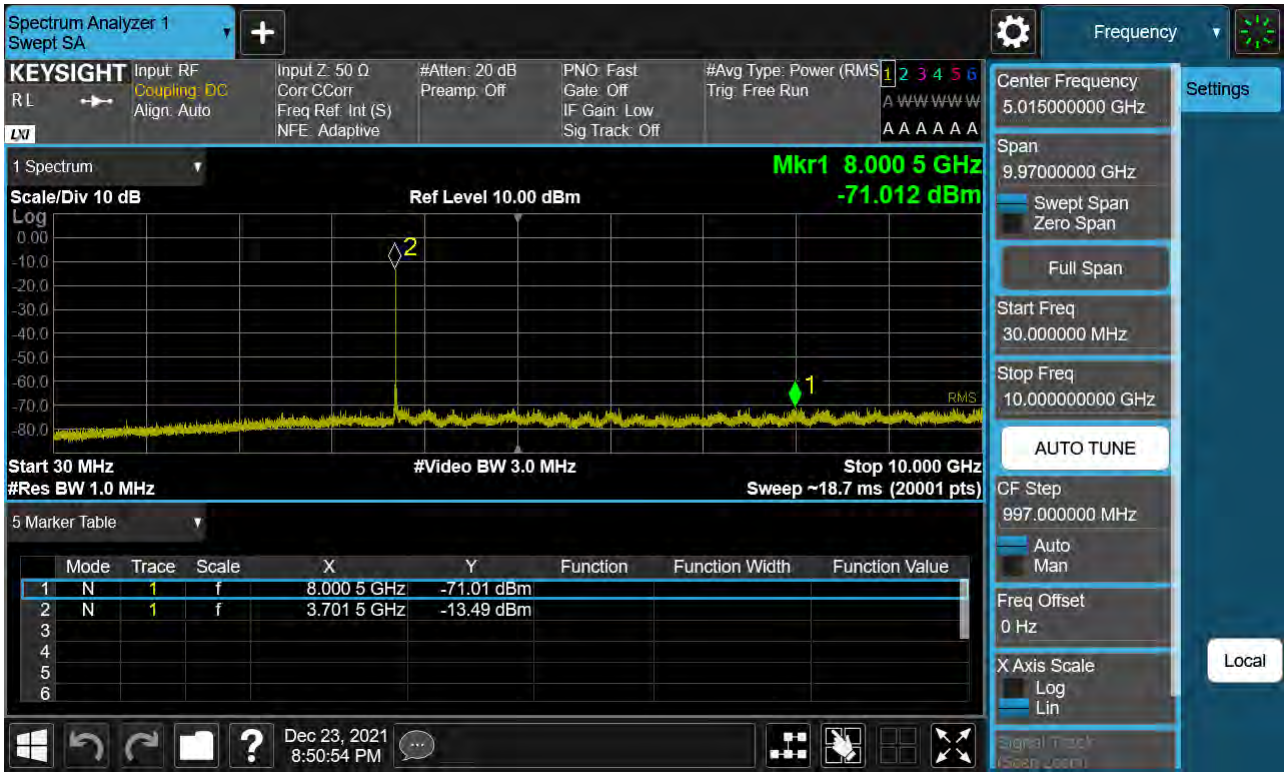 Spectrum Analyzer 1
Swept SA
+
Frequency
KEYSIGHT
RL
LXI
Input: RF
Coupling: DC
Align: Auto
Input Z: 50 Ω
Corr CCorr
Freq Ref: Int (S)
NFE: Adaptive
#Atten: 20 dB
Preamp: Off
PNO: Fast
Gate: Off
IF Gain: Low
Sig Track: Off
#Avg Type: Power (RMS
Trig: Free Run
1 2 3 4 5 6
A W W W W W
A A A A A A
Center Frequency
5.015000000 GHz
Settings
Span
9.97000000 GHz
Swept Span
Zero Span
Full Span
Start Freq
30.000000 MHz
Stop Freq
10.000000000 GHz
AUTO TUNE
CF Step
997.000000 MHz
Auto
Man
Freq Offset
0 Hz
X Axis Scale
Log
Lin
Signal Track
(Span Zoom)
Local
1 Spectrum
Mkr1 8.000 5 GHz
-71.012 dBm
Scale/Div 10 dB
Ref Level 10.00 dBm
Log
0.00
-10.0
-20.0
-30.0
-40.0
-50.0
-60.0
-70.0
-80.0
2
1
RMS
Start 30 MHz
#Video BW 3.0 MHz
Stop 10.000 GHz
#Res BW 1.0 MHz
Sweep ~18.7 ms (20001 pts)
5 Marker Table
Mode Trace Scale X Y Function Function Width Function Value
1 N 1 f 8.000 5 GHz -71.01 dBm
2 N 1 f 3.701 5 GHz -13.49 dBm
3
4
5
6
?
Dec 23, 2021
8:50:54 PM